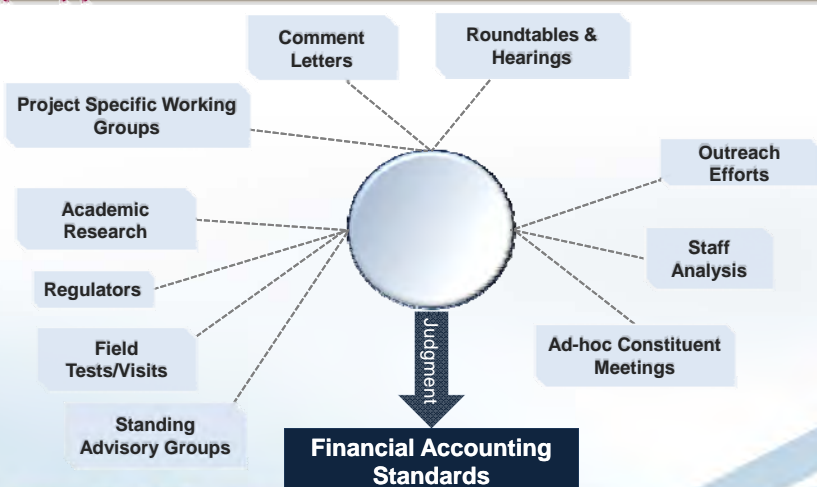 Comment
Letters
Roundtables &
Hearings
Project Specific Working
Groups
Outreach
Efforts
Academic
Research
Staff
Analysis
Regulators
Field
Tests/Visits
Ad-hoc Constituent
Meetings
Standing
Advisory Groups
Judgment
Financial Accounting
Standards